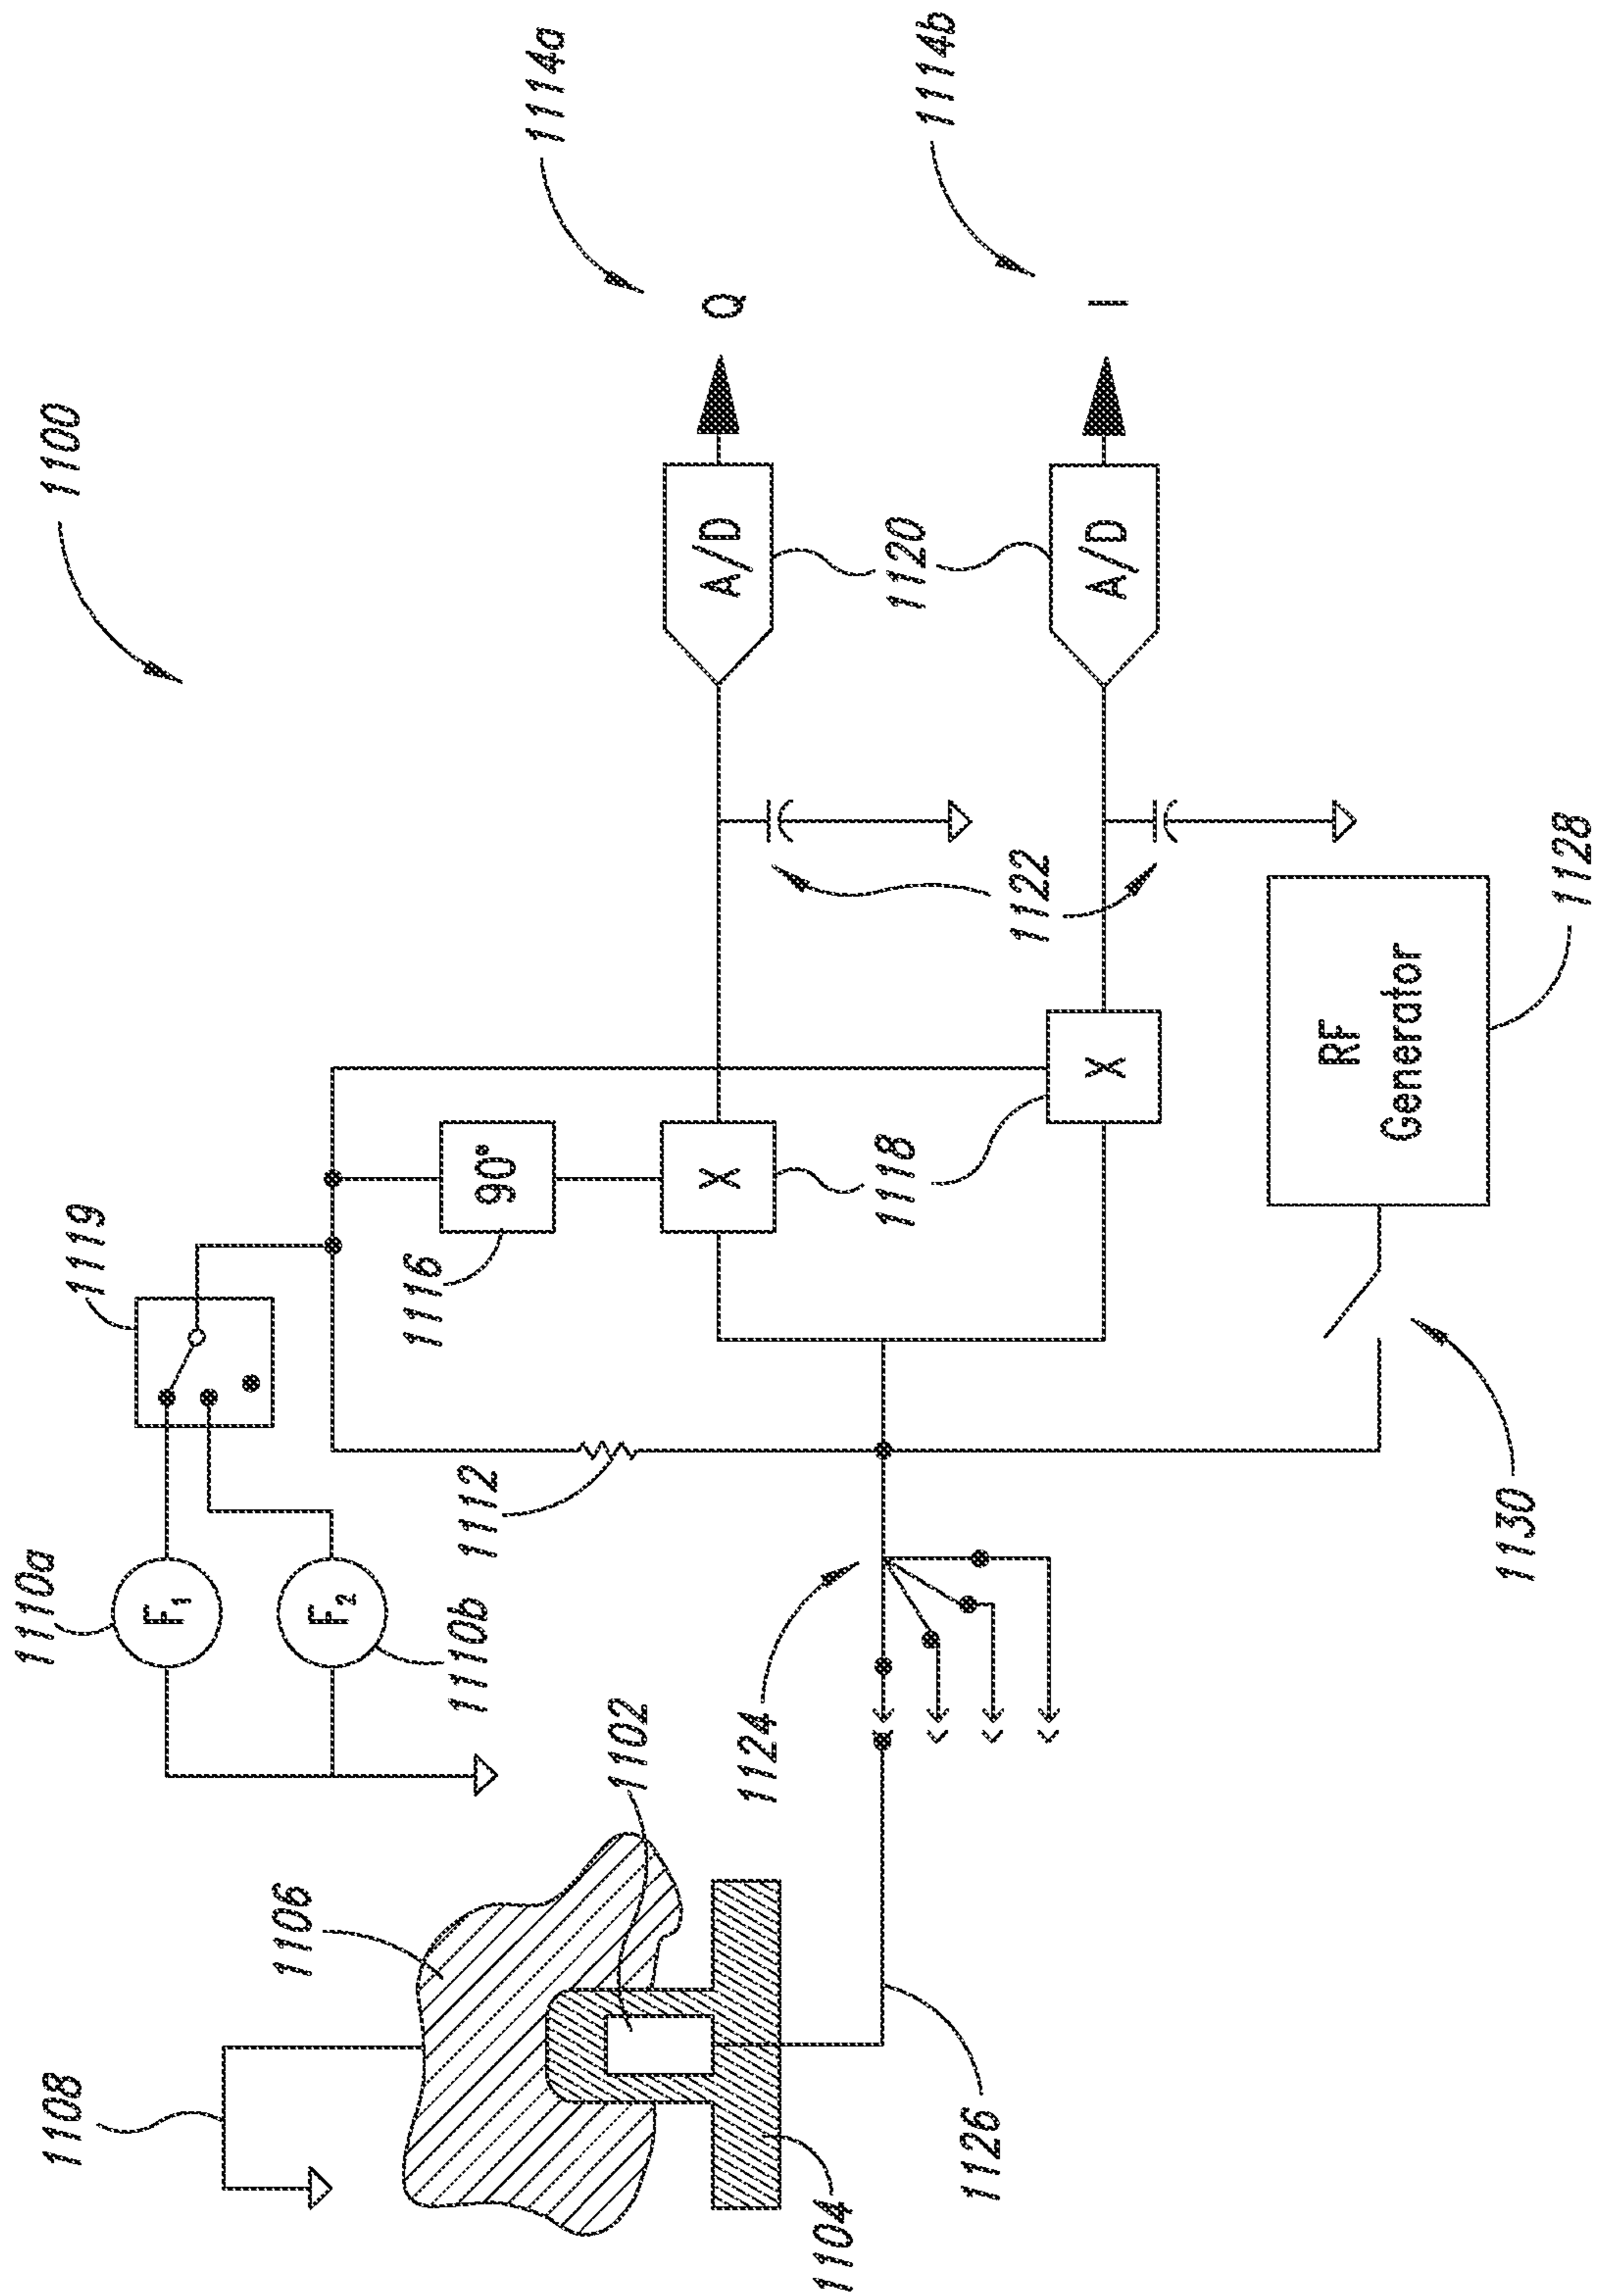 1100
1108
1106
1110a
F₁
F₂
1110b
1119
1112
1116
90°
1102
1104
1126
1124
X
1118
X
1122
A/D
1120
A/D
Q
1114a
I
1114b
1130
RF
Generator
1128